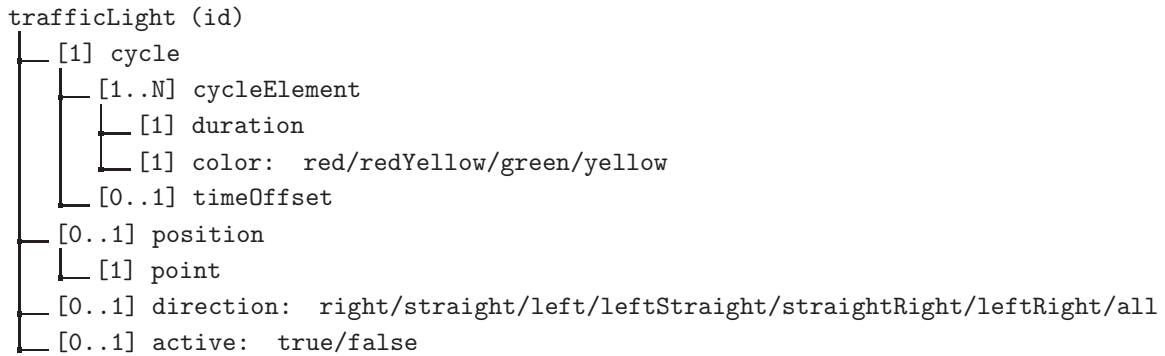 trafficLight (id)
[1] cycle
[1..N] cycleElement
[1] duration
[1] color: red/redYellow/green/yellow
[0..1] timeOffset
[0..1] position
[1] point
[0..1] direction: right/straight/left/leftStraight/straightRight/leftRight/all
[0..1] active: true/false